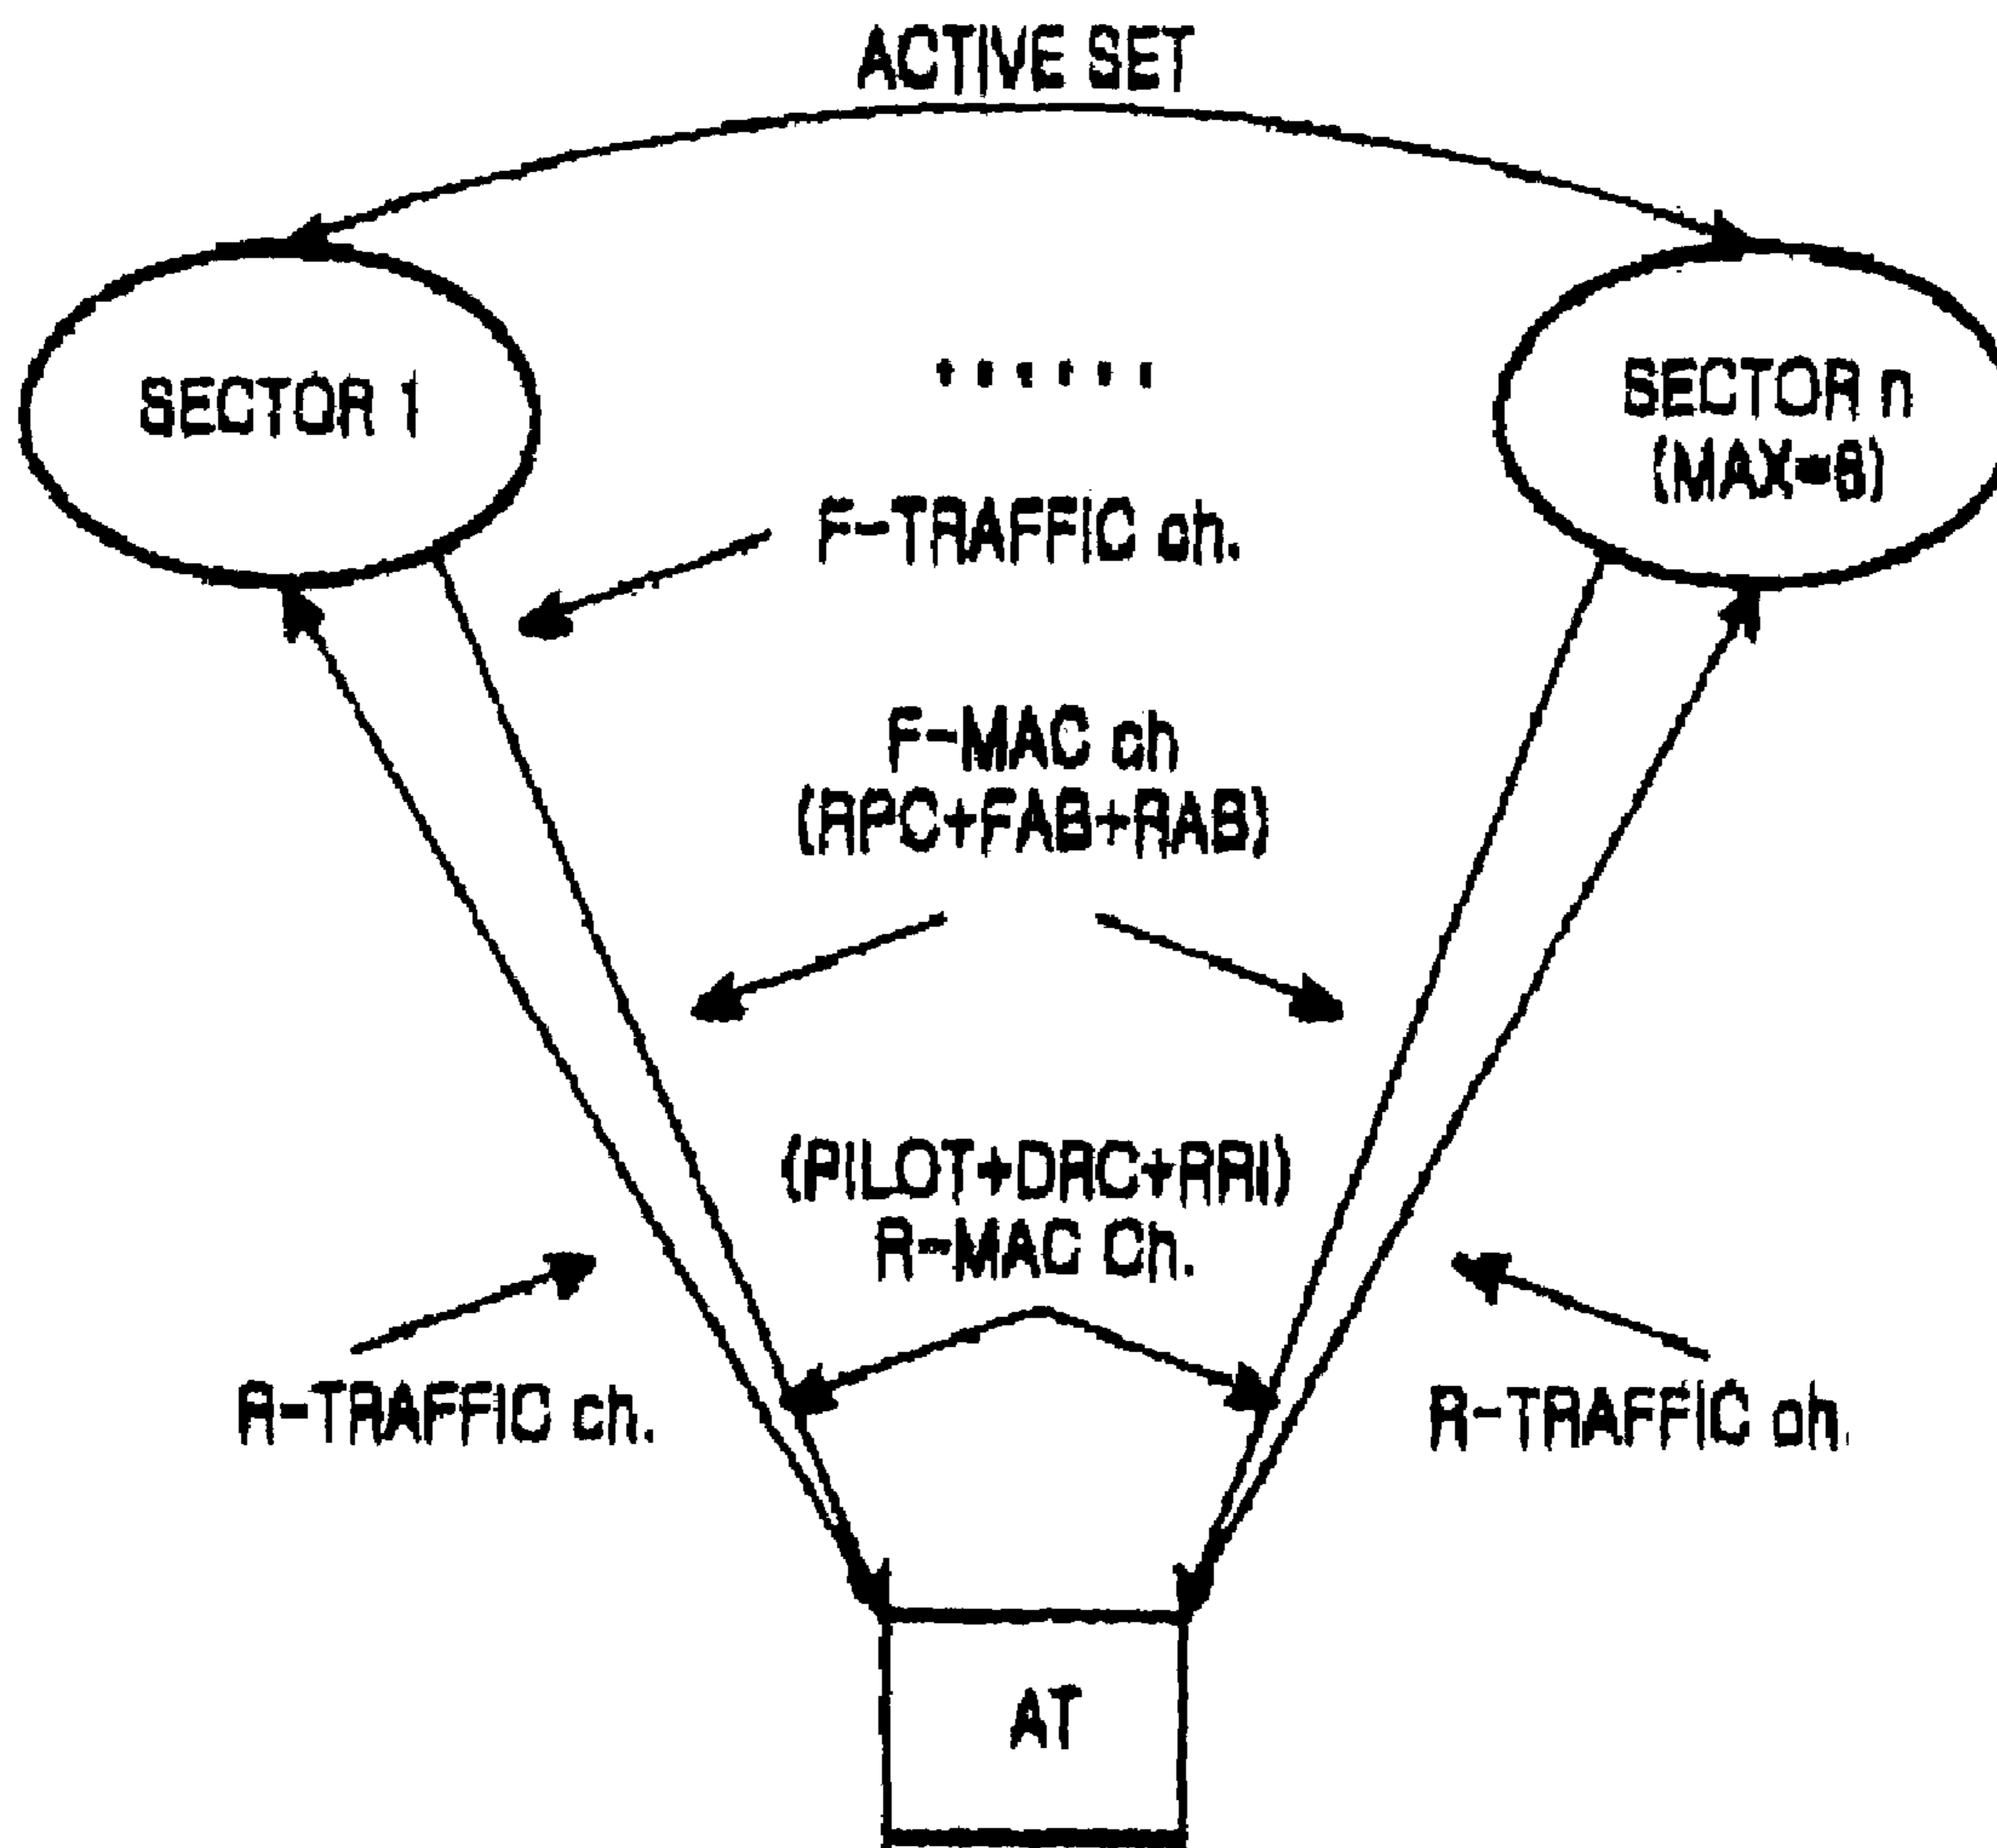 ACTIVE SET
SECTOR 1
SECTOR n
(MAX=6)
F-TRAFFIC ch.
F-MAC ch
(RPC+FAB+RAB)
(PILOT+DRC+RRI)
R-MAC Ch.
R-TRAFFIC ch.
R-TRAFFIC ch.
AT